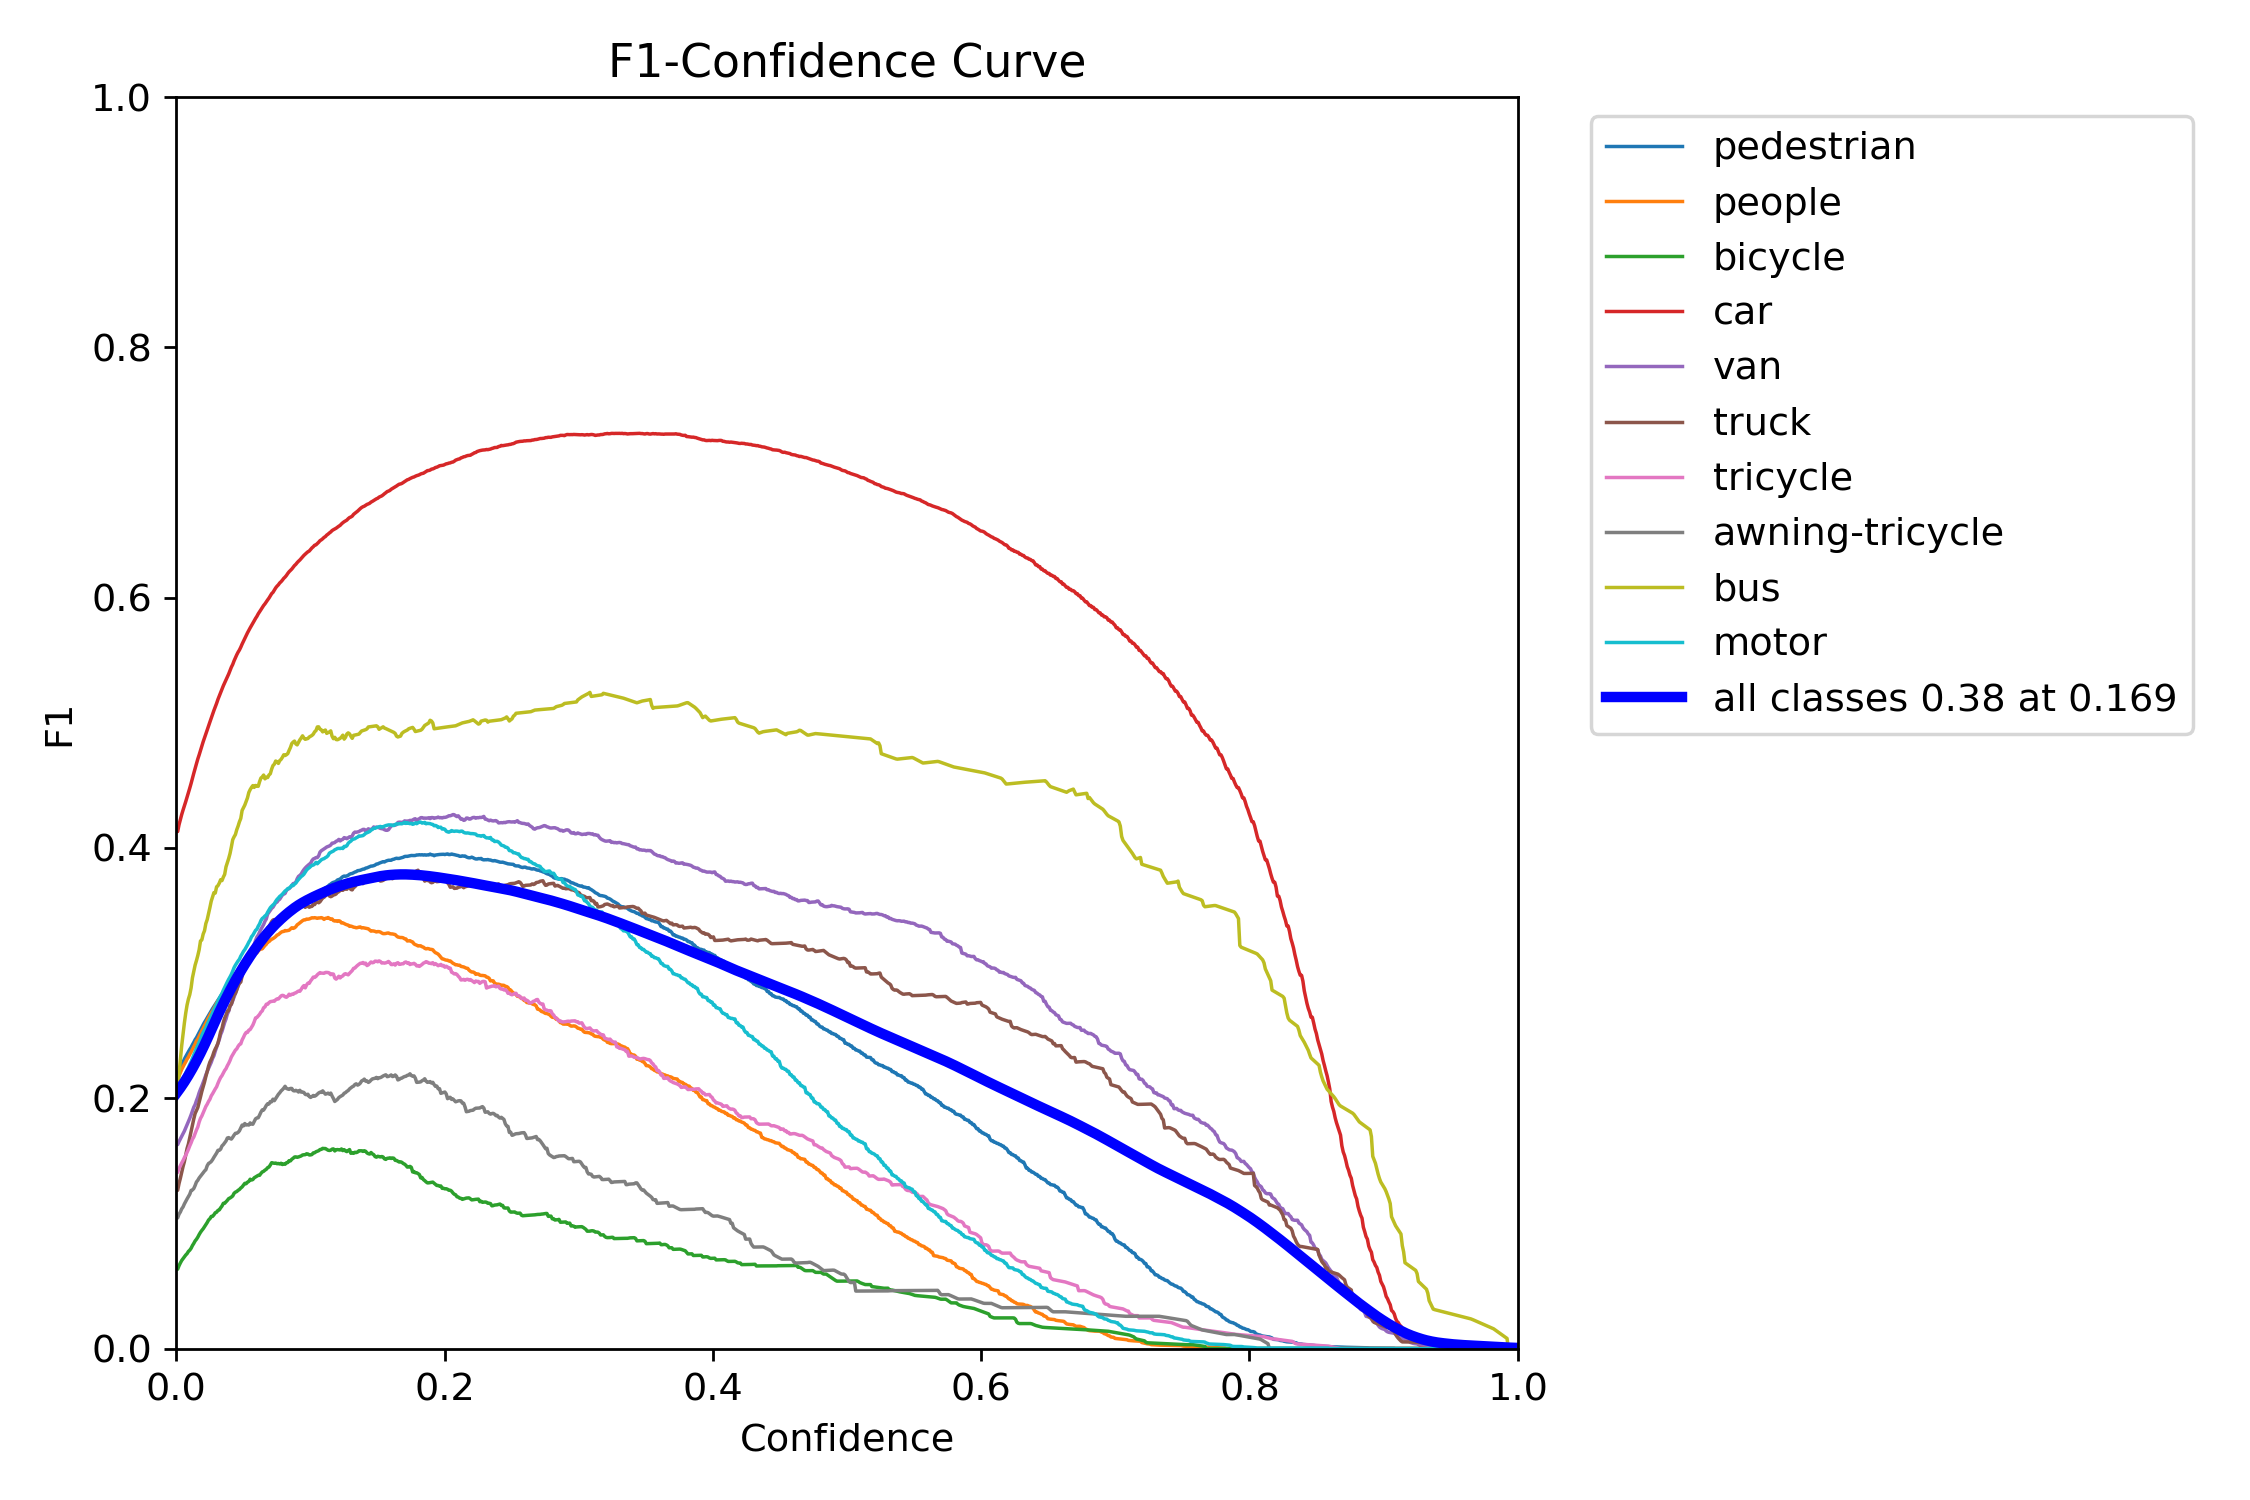 F1-Confidence Curve
1.0
0.8
0.6
0.4
0.2
0.0
F1
0.0 0.2 0.4 0.6 0.8 1.0
Confidence
pedestrian
people
bicycle
car
van
truck
tricycle
awning-tricycle
bus
motor
all classes 0.38 at 0.169